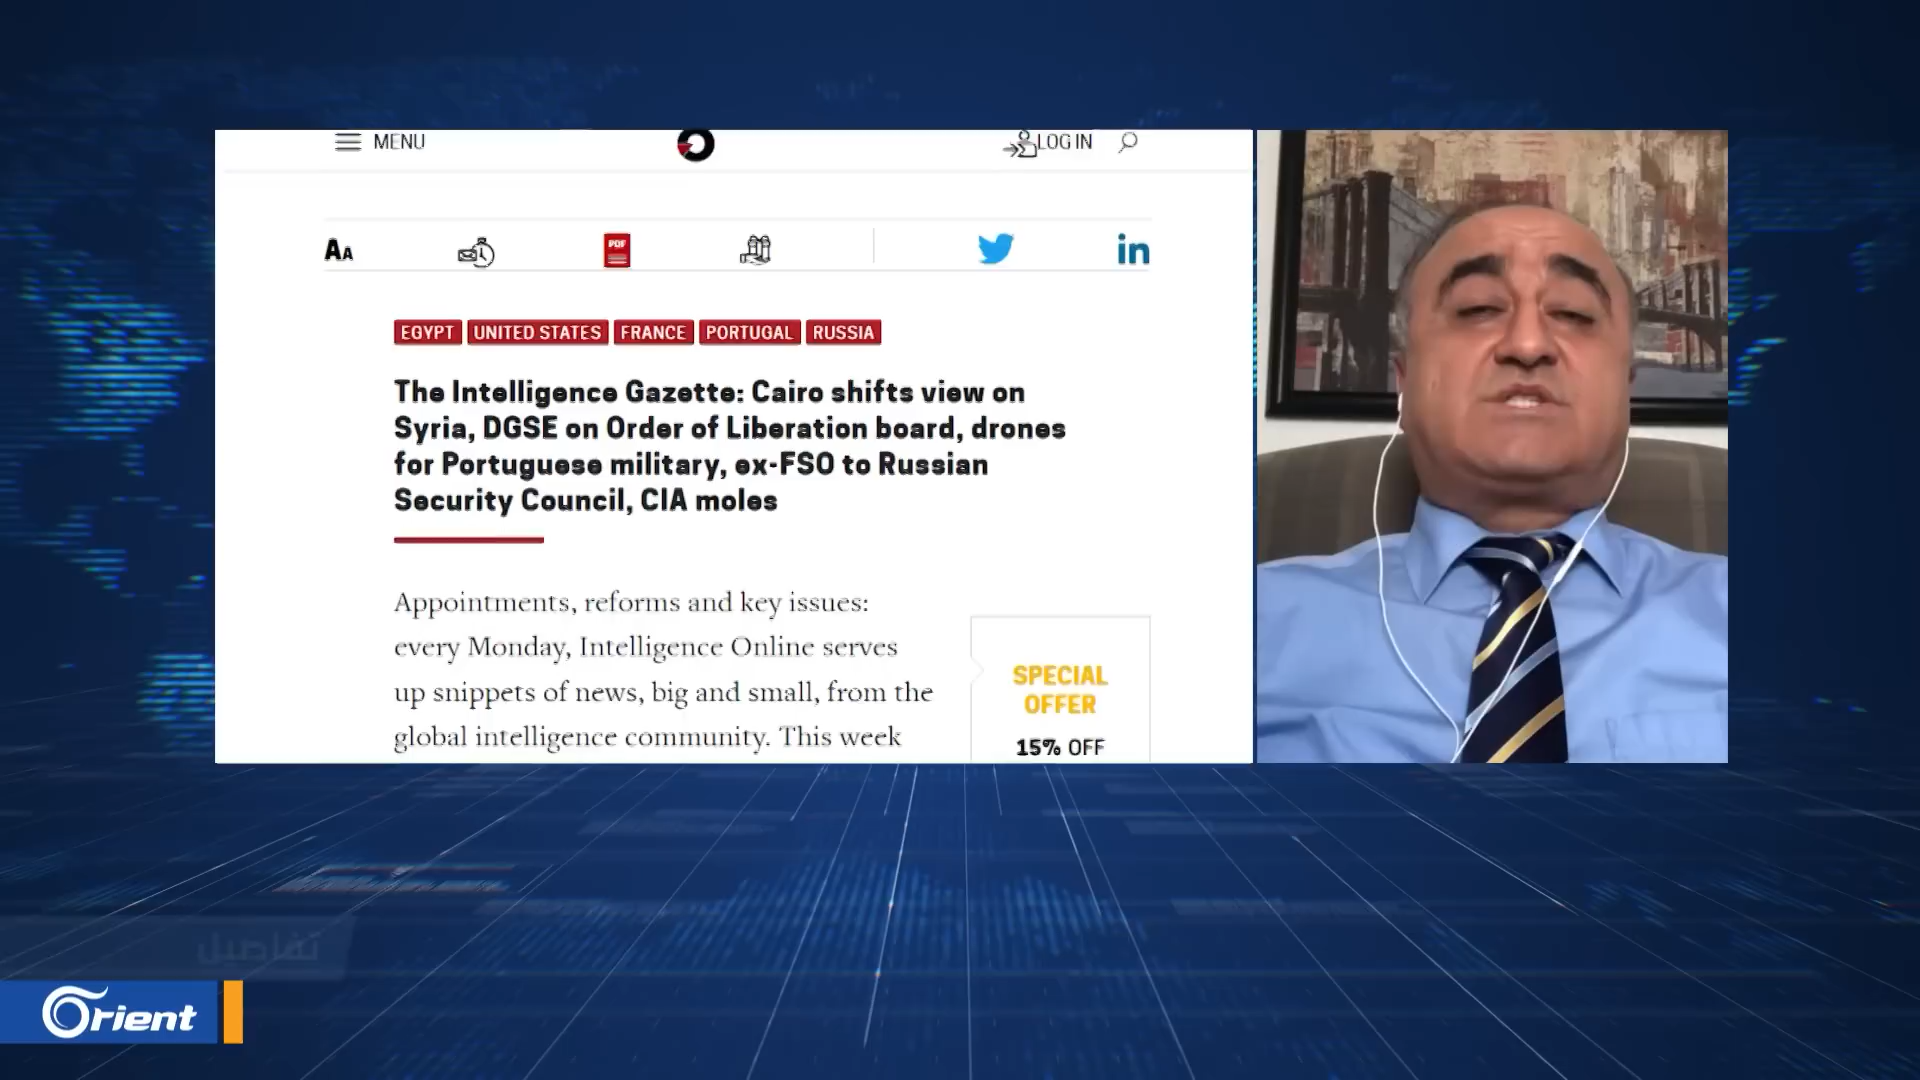 MENU
LOG IN
AA
PDF
in
EGYPT UNITED STATES FRANCE PORTUGAL RUSSIA
The Intelligence Gazette: Cairo shifts view on
Syria, DGSE on Order of Liberation board, drones
for Portuguese military, ex-FSO to Russian
Security Council, CIA moles
Appointments, reforms and key issues:
every Monday, Intelligence Online serves
up snippets of news, big and small, from the
global intelligence community. This week
SPECIAL
OFFER
15% OFF
تفاصيل
Orient